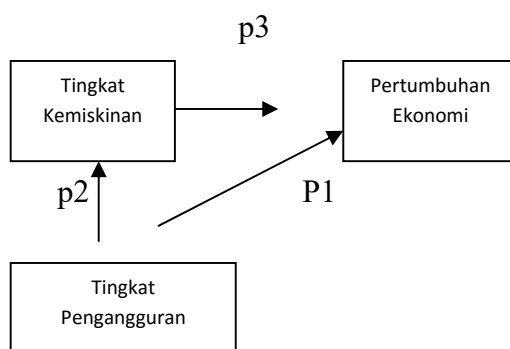 p3
Tingkat
Kemiskinan
Pertumbuhan
Ekonomi
p2
P1
Tingkat
Pengangguran